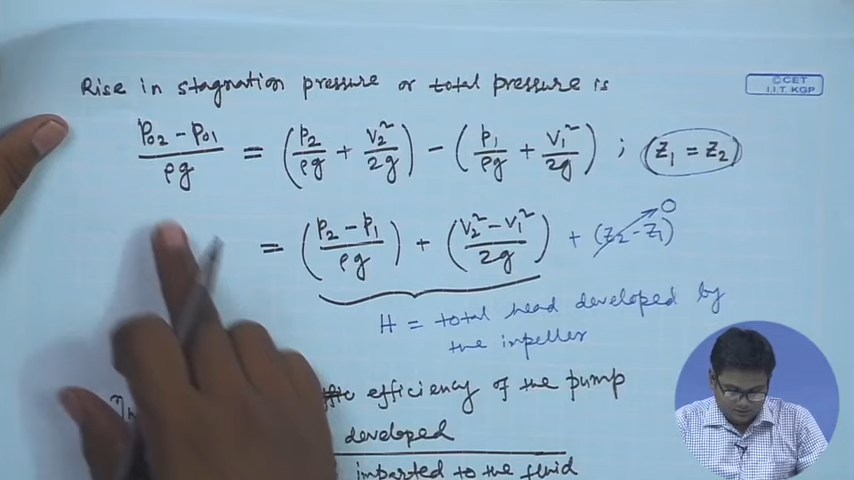 Rise in stagnation pressure or total pressure is
©CET
I.I.T. KGP
(P02 - P01)/ρg = (P2/ρg + V2²/2g) - (P1/ρg + V1²/2g) ; (Z1 = Z2)
= ((P2 - P1)/ρg) + ((V2² - V1²)/2g) + (Z2 - Z1) 0
H = total head developed by
the impeller
efficiency of the pump
developed
imparted to the fluid